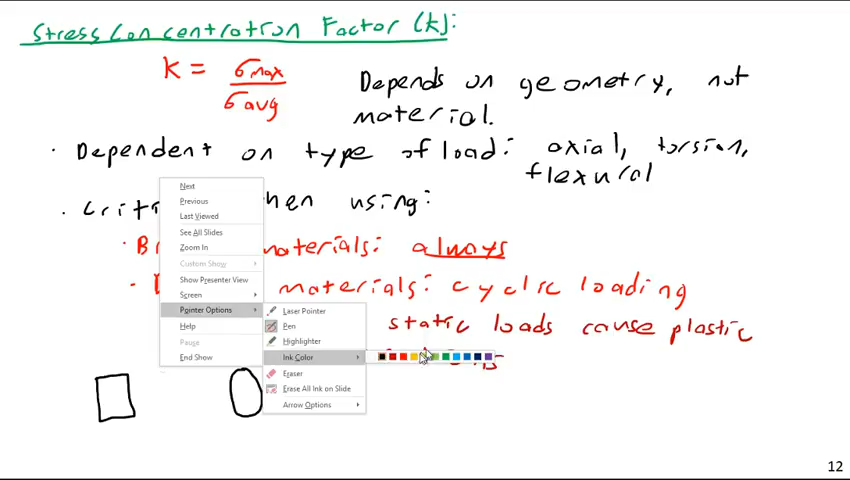 Stress Concentration Factor (k):
K = σmax / σavg
Depends on geometry, not
material.
· Dependent on type of load: axial, torsion,
flexural
· Crit hen using:
· Br materials: always
· materials: cyclic loading
static loads cause plastic
Next
Previous
Last Viewed
See All Slides
Zoom In
Custom Show
Show Presenter View
Screen
Pointer Options
Help
Pause
End Show
Laser Pointer
Pen
Highlighter
Ink Color
Eraser
Erase All Ink on Slide
Arrow Options
12